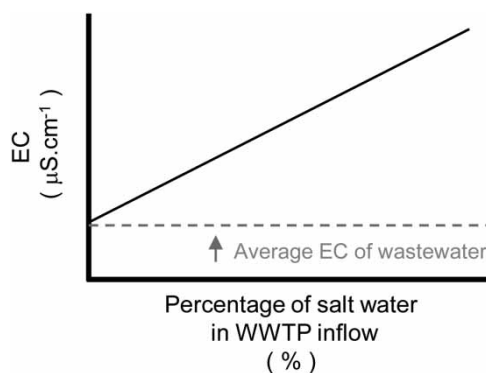 EC
( µS.cm-1 )
Average EC of wastewater
Percentage of salt water
in WWTP inflow
( % )